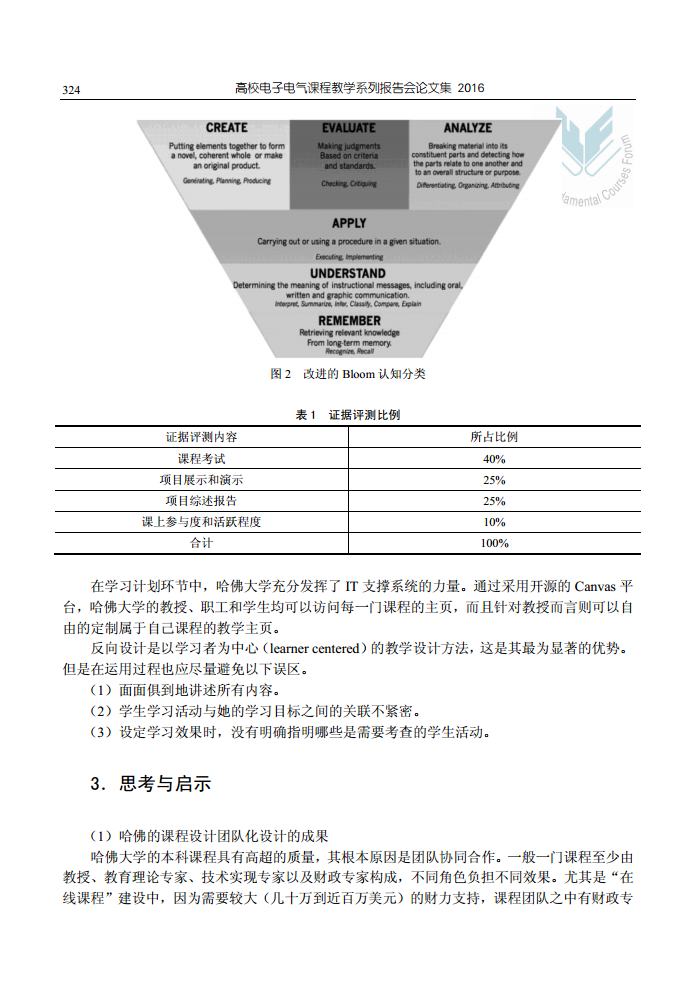 324
高校电子电气课程教学系列报告会论文集 2016
CREATE
Putting elements together to form
a novel, coherent whole or make
an original product.
Generating, Planning, Producing
EVALUATE
Making judgments
Based on criteria
and standards.
Checking, Critiquing
ANALYZE
Breaking material into its
constituent parts and detecting how
the parts relate to one another and
to an overall structure or purpose.
Differentiating, Organizing, Attributing
amental Courses Forum
APPLY
Carrying out or using a procedure in a given situation.
Executing, Implementing
UNDERSTAND
Determining the meaning of instructional messages, including oral,
written and graphic communication.
Interpret, Summarize, Infer, Classify, Compare, Explain
REMEMBER
Retrieving relevant knowledge
From long-term memory.
Recognize, Recall
图 2 改进的 Bloom 认知分类
表 1 证据评测比例
证据评测内容 所占比例
课程考试 40%
项目展示和演示 25%
项目综述报告 25%
课上参与度和活跃程度 10%
合计 100%
在学习计划环节中，哈佛大学充分发挥了 IT 支撑系统的力量。通过采用开源的 Canvas 平
台，哈佛大学的教授、职工和学生均可以访问每一门课程的主页，而且针对教授而言则可以自
由的定制属于自己课程的教学主页。
反向设计是以学习者为中心（learner centered）的教学设计方法，这是其最为显著的优势。
但是在运用过程也应尽量避免以下误区。
（1）面面俱到地讲述所有内容。
（2）学生学习活动与她的学习目标之间的关联不紧密。
（3）设定学习效果时，没有明确指明哪些是需要考查的学生活动。
3．思考与启示
（1）哈佛的课程设计团队化设计的成果
哈佛大学的本科课程具有高超的质量，其根本原因是团队协同合作。一般一门课程至少由
教授、教育理论专家、技术实现专家以及财政专家构成，不同角色负担不同效果。尤其是“在
线课程”建设中，因为需要较大（几十万到近百万美元）的财力支持，课程团队之中有财政专